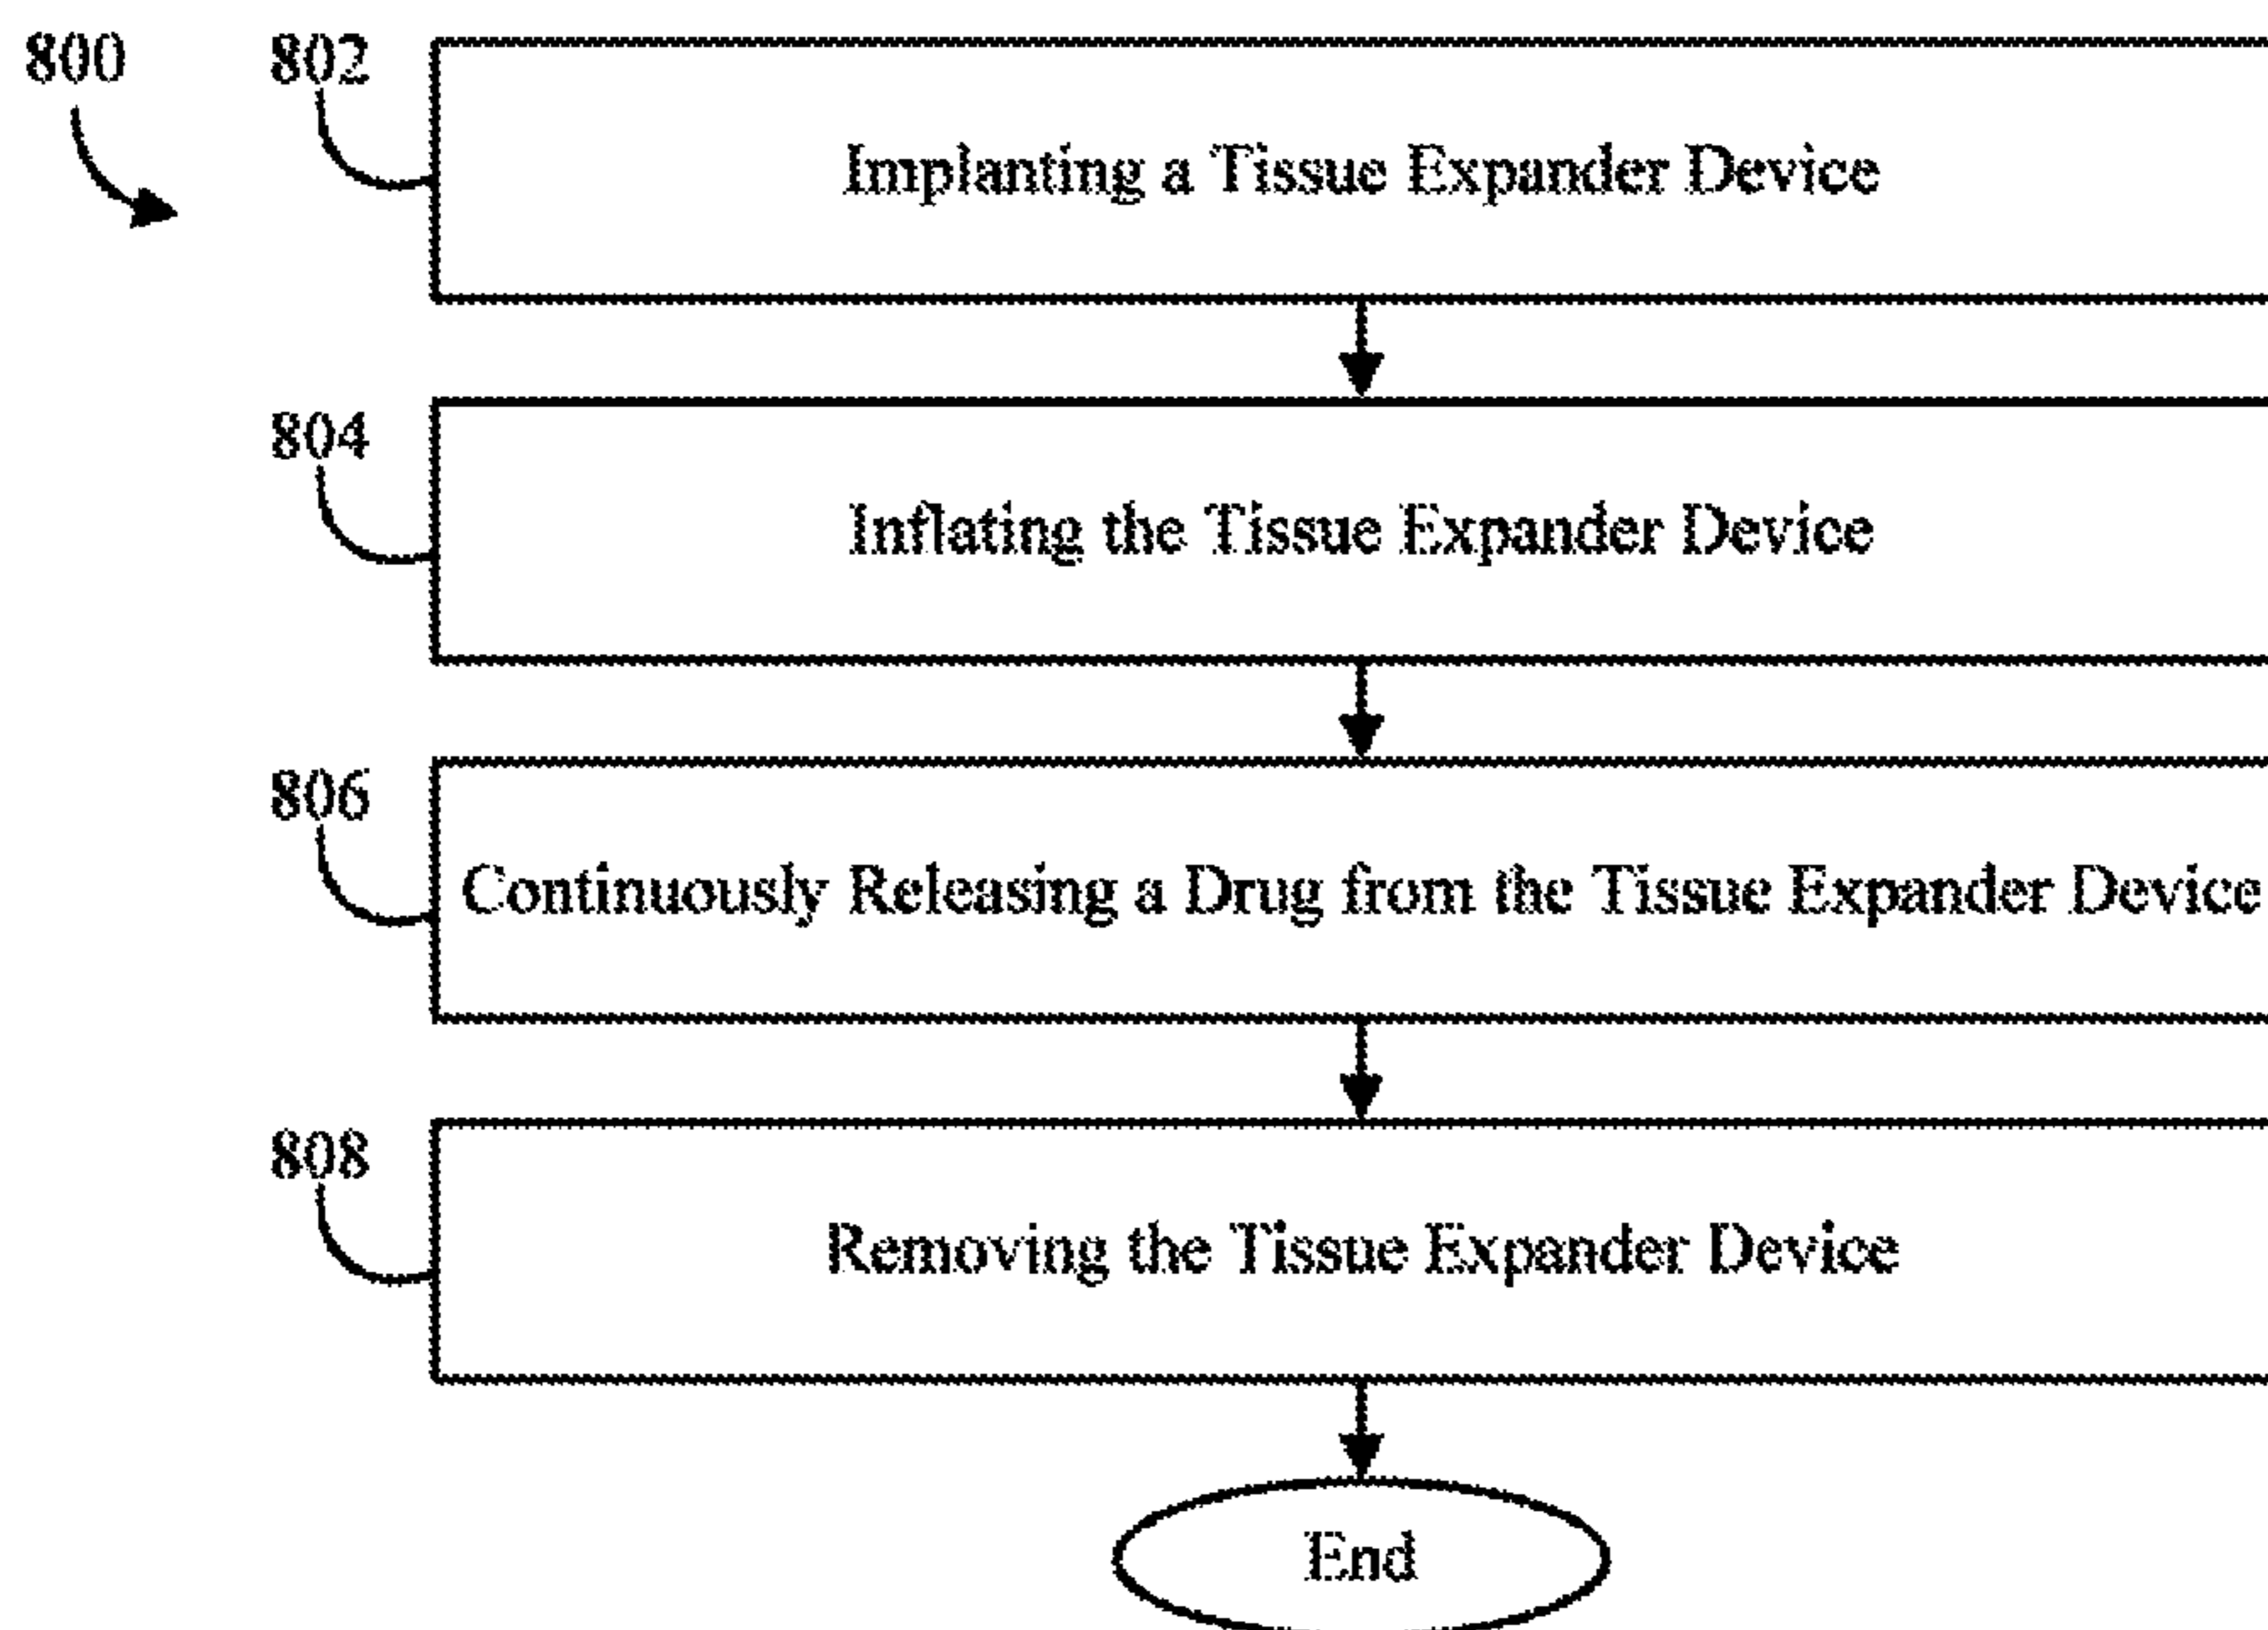 800
802
Implanting a Tissue Expander Device
804
Inflating the Tissue Expander Device
806
Continuously Releasing a Drug from the Tissue Expander Device
808
Removing the Tissue Expander Device
End